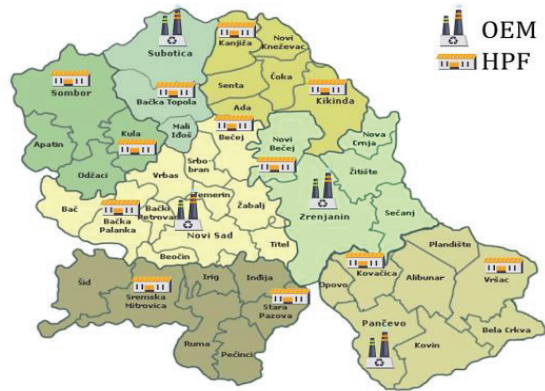 OEM
HPF
Subotica
Kanjiža
Novi
Kneževac
Sombor
Bačka Topola
Senta
Čoka
Ada
Kikinda
Mali
Iđoš
Bečej
Novi
Bečej
Nova
Crnja
Apatin
Kula
Odžaci
Vrbas
Srbo
bran
Žitište
Temerin
Bač
Bačka
Palanka
Bački
Petrovac
Novi Sad
Žabalj
Zrenjanin
Sečanj
Beočin
Titel
Plandište
Kovačica
Alibunar
Vršac
Opovo
Šid
Sremska
Mitrovica
Irig
Inđija
Stara
Pazova
Ruma
Pećinci
Pančevo
Kovin
Bela Crkva